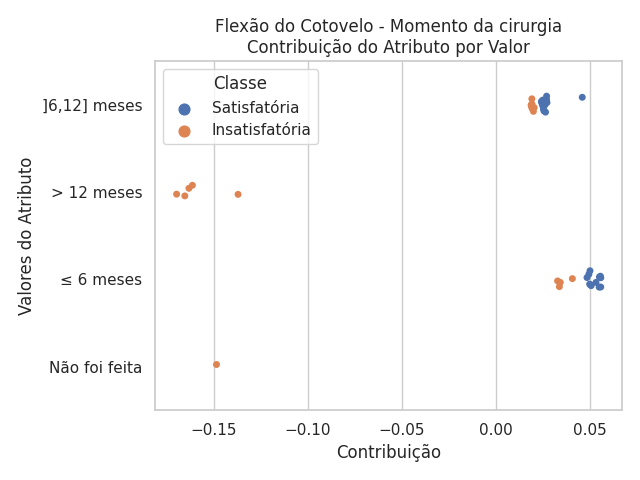 Flexão do Cotovelo - Momento da cirurgia
Contribuição do Atributo por Valor
Classe
Satisfatória
Insatisfatória
Valores do Atributo
]6,12] meses
> 12 meses
≤ 6 meses
Não foi feita
−0.15
−0.10
−0.05
0.00
0.05
Contribuição